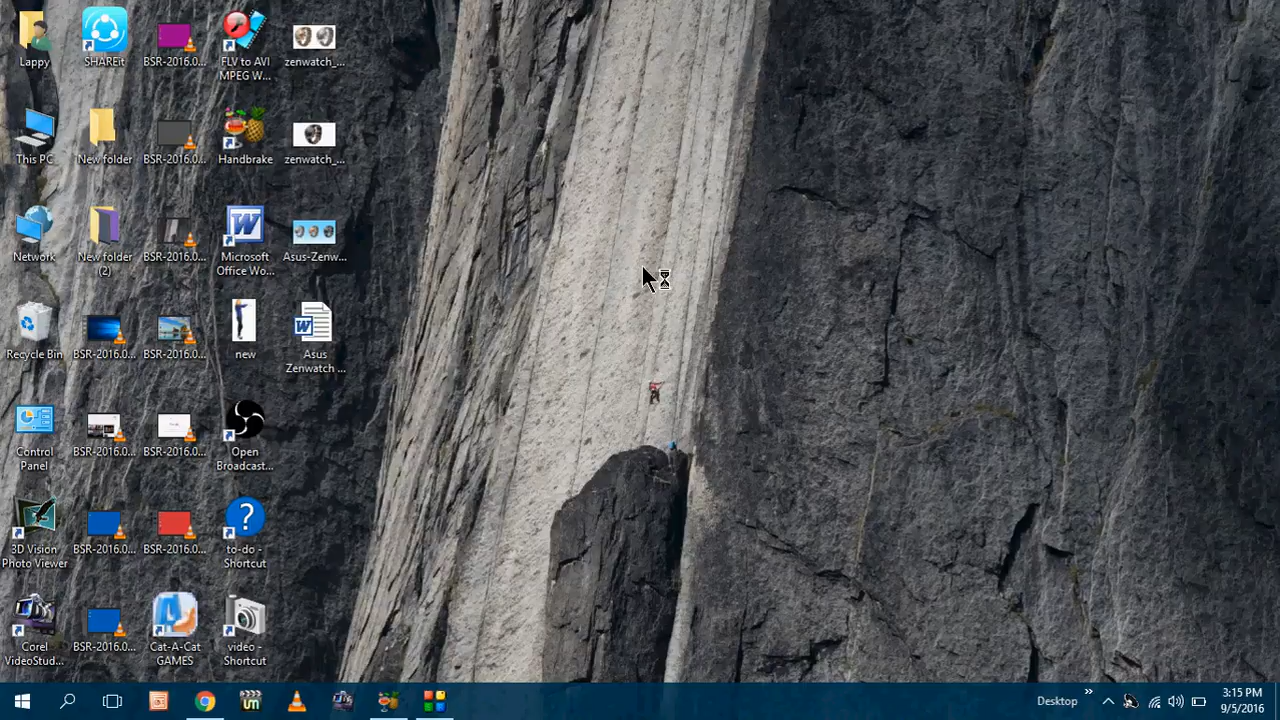 Lappy
SHAREit
BSR-2016.0...
FLV to AVI
MPEG W...
zenwatch_...
This PC
New folder
BSR-2016.0...
Handbrake
zenwatch_...
Network
New folder
(2)
BSR-2016.0...
Microsoft
Office Wo...
Asus-Zenw...
Recycle Bin
BSR-2016.0...
BSR-2016.0...
new
Asus
Zenwatch ...
Control
Panel
BSR-2016.0...
BSR-2016.0...
Open
Broadcast...
3D Vision
Photo Viewer
BSR-2016.0...
BSR-2016.0...
to-do -
Shortcut
Corel
VideoStud...
BSR-2016.0...
Cat-A-Cat
GAMES
video -
Shortcut
Desktop
3:15 PM
9/5/2016